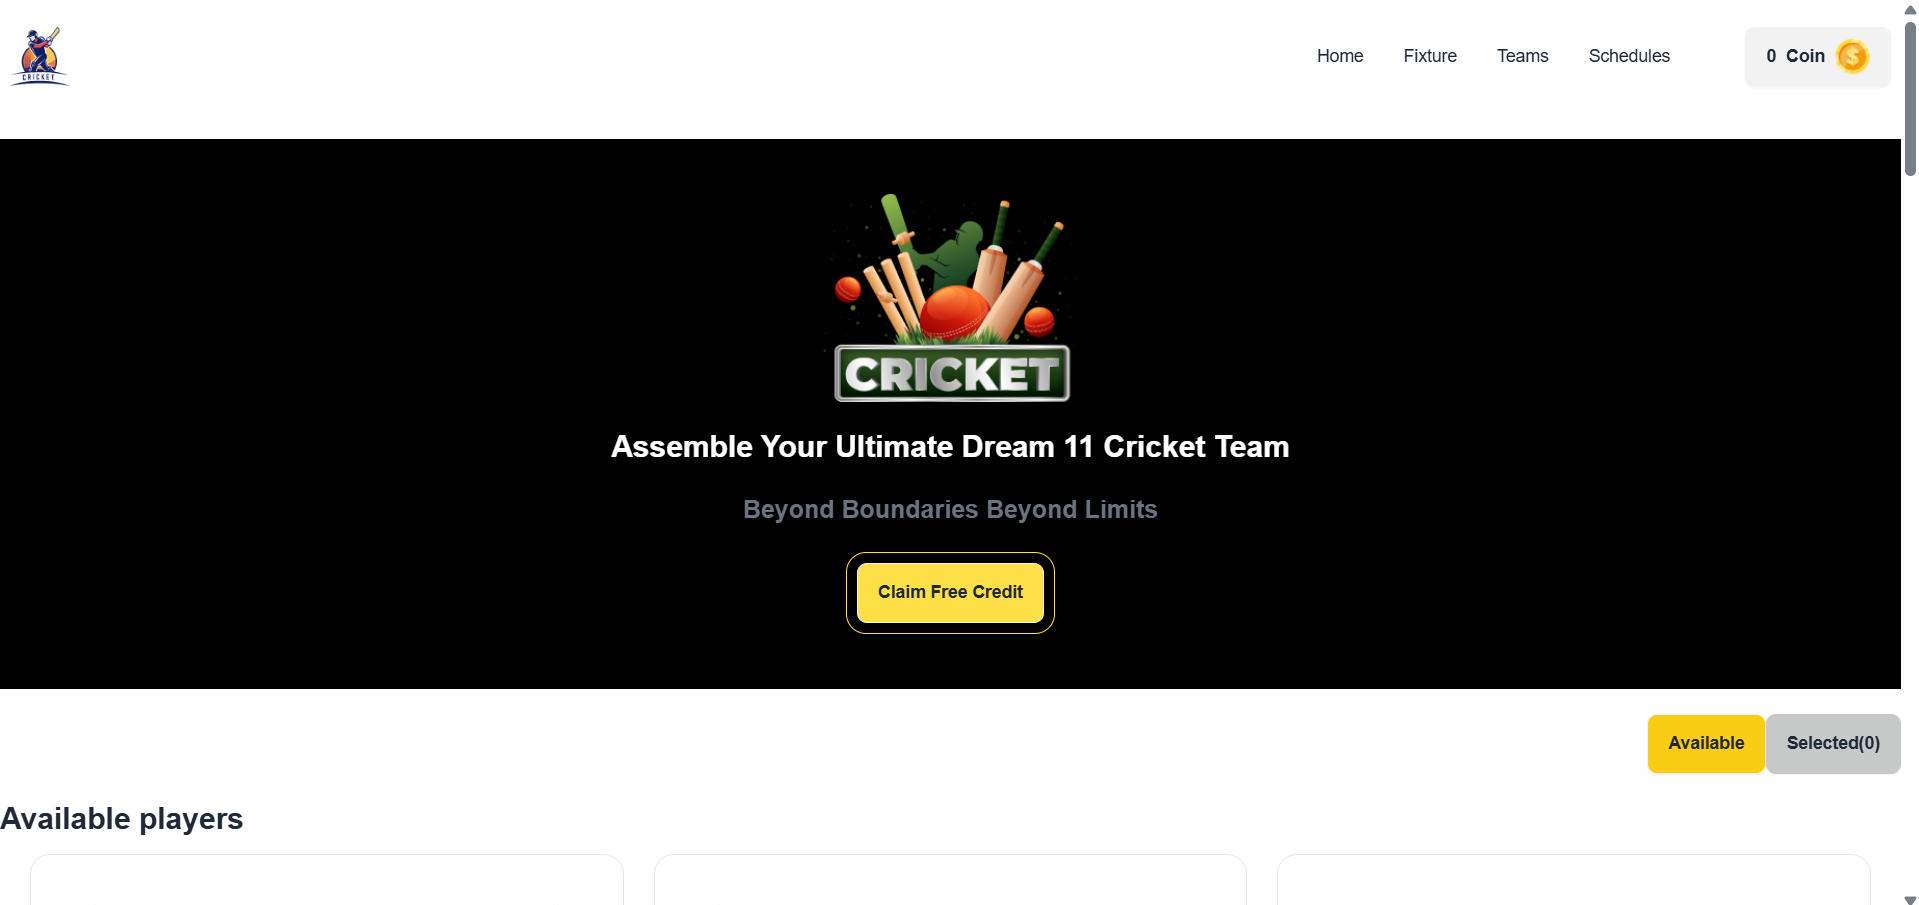 CRICKET
Home Fixture Teams Schedules 0 Coin
CRICKET
Assemble Your Ultimate Dream 11 Cricket Team
Beyond Boundaries Beyond Limits
Claim Free Credit
Available Selected(0)
Available players